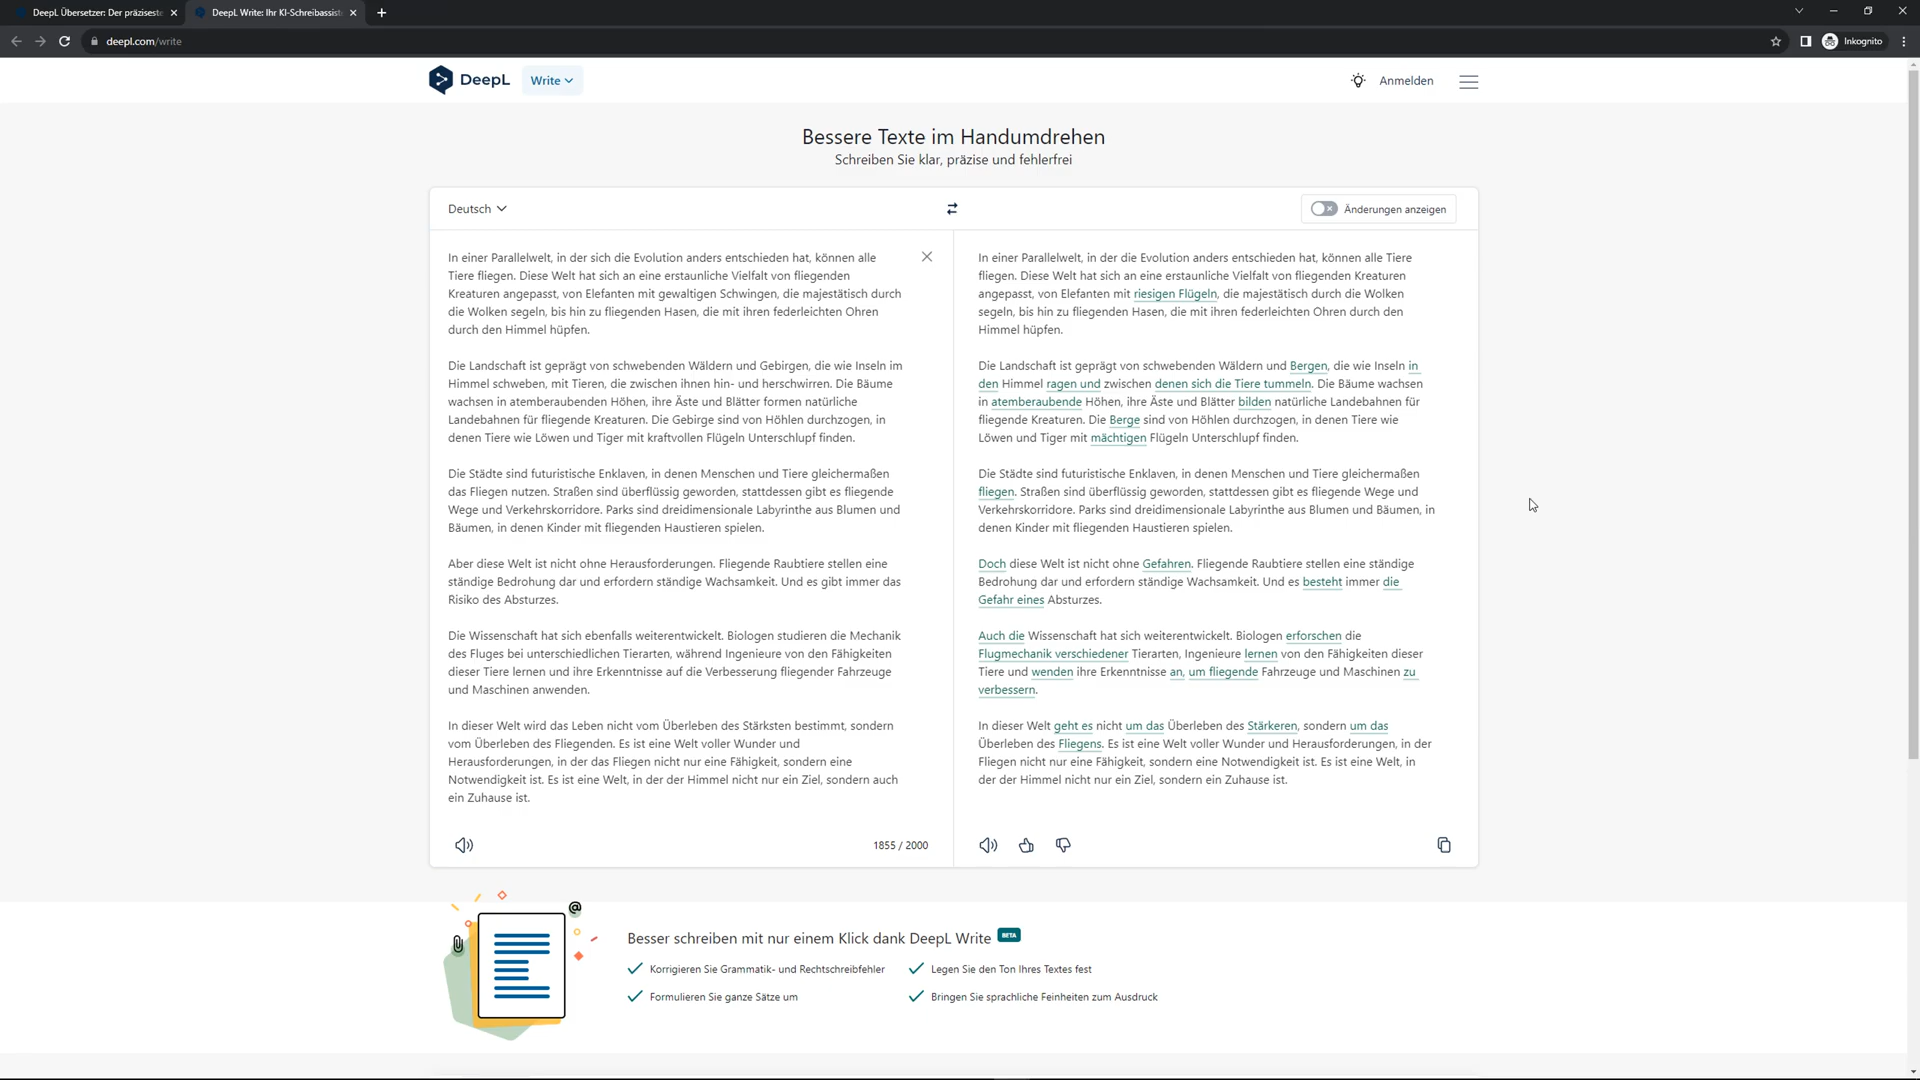 DeepL Übersetzer: Der präziseste
DeepL Write: Ihr KI-Schreibassist
deepl.com/write
Inkognito
DeepL
Write
Anmelden
Bessere Texte im Handumdrehen
Schreiben Sie klar, präzise und fehlerfrei
Deutsch
Änderungen anzeigen
In einer Parallelwelt, in der sich die Evolution anders entschieden hat, können alle
Tiere fliegen. Diese Welt hat sich an eine erstaunliche Vielfalt von fliegenden
Kreaturen angepasst, von Elefanten mit gewaltigen Schwingen, die majestätisch durch
die Wolken segeln, bis hin zu fliegenden Hasen, die mit ihren federleichten Ohren
durch den Himmel hüpfen.
Die Landschaft ist geprägt von schwebenden Wäldern und Gebirgen, die wie Inseln im
Himmel schweben, mit Tieren, die zwischen ihnen hin- und herschwirren. Die Bäume
wachsen in atemberaubenden Höhen, ihre Äste und Blätter formen natürliche
Landebahnen für fliegende Kreaturen. Die Gebirge sind von Höhlen durchzogen, in
denen Tiere wie Löwen und Tiger mit kraftvollen Flügeln Unterschlupf finden.
Die Städte sind futuristische Enklaven, in denen Menschen und Tiere gleichermaßen
das Fliegen nutzen. Straßen sind überflüssig geworden, stattdessen gibt es fliegende
Wege und Verkehrskorridore. Parks sind dreidimensionale Labyrinthe aus Blumen und
Bäumen, in denen Kinder mit fliegenden Haustieren spielen.
Aber diese Welt ist nicht ohne Herausforderungen. Fliegende Raubtiere stellen eine
ständige Bedrohung dar und erfordern ständige Wachsamkeit. Und es gibt immer das
Risiko des Absturzes.
Die Wissenschaft hat sich ebenfalls weiterentwickelt. Biologen studieren die Mechanik
des Fluges bei unterschiedlichen Tierarten, während Ingenieure von den Fähigkeiten
dieser Tiere lernen und ihre Erkenntnisse auf die Verbesserung fliegender Fahrzeuge
und Maschinen anwenden.
In dieser Welt wird das Leben nicht vom Überleben des Stärksten bestimmt, sondern
vom Überleben des Fliegenden. Es ist eine Welt voller Wunder und
Herausforderungen, in der das Fliegen nicht nur eine Fähigkeit, sondern eine
Notwendigkeit ist. Es ist eine Welt, in der der Himmel nicht nur ein Ziel, sondern auch
ein Zuhause ist.
1855 / 2000
In einer Parallelwelt, in der die Evolution anders entschieden hat, können alle Tiere
fliegen. Diese Welt hat sich an eine erstaunliche Vielfalt von fliegenden Kreaturen
angepasst, von Elefanten mit riesigen Flügeln, die majestätisch durch die Wolken
segeln, bis hin zu fliegenden Hasen, die mit ihren federleichten Ohren durch den
Himmel hüpfen.
Die Landschaft ist geprägt von schwebenden Wäldern und Bergen, die wie Inseln in
den Himmel ragen und zwischen denen sich die Tiere tummeln. Die Bäume wachsen
in atemberaubende Höhen, ihre Äste und Blätter bilden natürliche Landebahnen für
fliegende Kreaturen. Die Berge sind von Höhlen durchzogen, in denen Tiere wie
Löwen und Tiger mit mächtigen Flügeln Unterschlupf finden.
Die Städte sind futuristische Enklaven, in denen Menschen und Tiere gleichermaßen
fliegen. Straßen sind überflüssig geworden, stattdessen gibt es fliegende Wege und
Verkehrskorridore. Parks sind dreidimensionale Labyrinthe aus Blumen und Bäumen, in
denen Kinder mit fliegenden Haustieren spielen.
Doch diese Welt ist nicht ohne Gefahren. Fliegende Raubtiere stellen eine ständige
Bedrohung dar und erfordern ständige Wachsamkeit. Und es besteht immer die
Gefahr eines Absturzes.
Auch die Wissenschaft hat sich weiterentwickelt. Biologen erforschen die
Flugmechanik verschiedener Tierarten, Ingenieure lernen von den Fähigkeiten dieser
Tiere und wenden ihre Erkenntnisse an, um fliegende Fahrzeuge und Maschinen zu
verbessern.
In dieser Welt geht es nicht um das Überleben des Stärkeren, sondern um das
Überleben des Fliegens. Es ist eine Welt voller Wunder und Herausforderungen, in der
Fliegen nicht nur eine Fähigkeit, sondern eine Notwendigkeit ist. Es ist eine Welt, in
der der Himmel nicht nur ein Ziel, sondern ein Zuhause ist.
Besser schreiben mit nur einem Klick dank DeepL Write BETA
Korrigieren Sie Grammatik- und Rechtschreibfehler
Legen Sie den Ton Ihres Textes fest
Formulieren Sie ganze Sätze um
Bringen Sie sprachliche Feinheiten zum Ausdruck